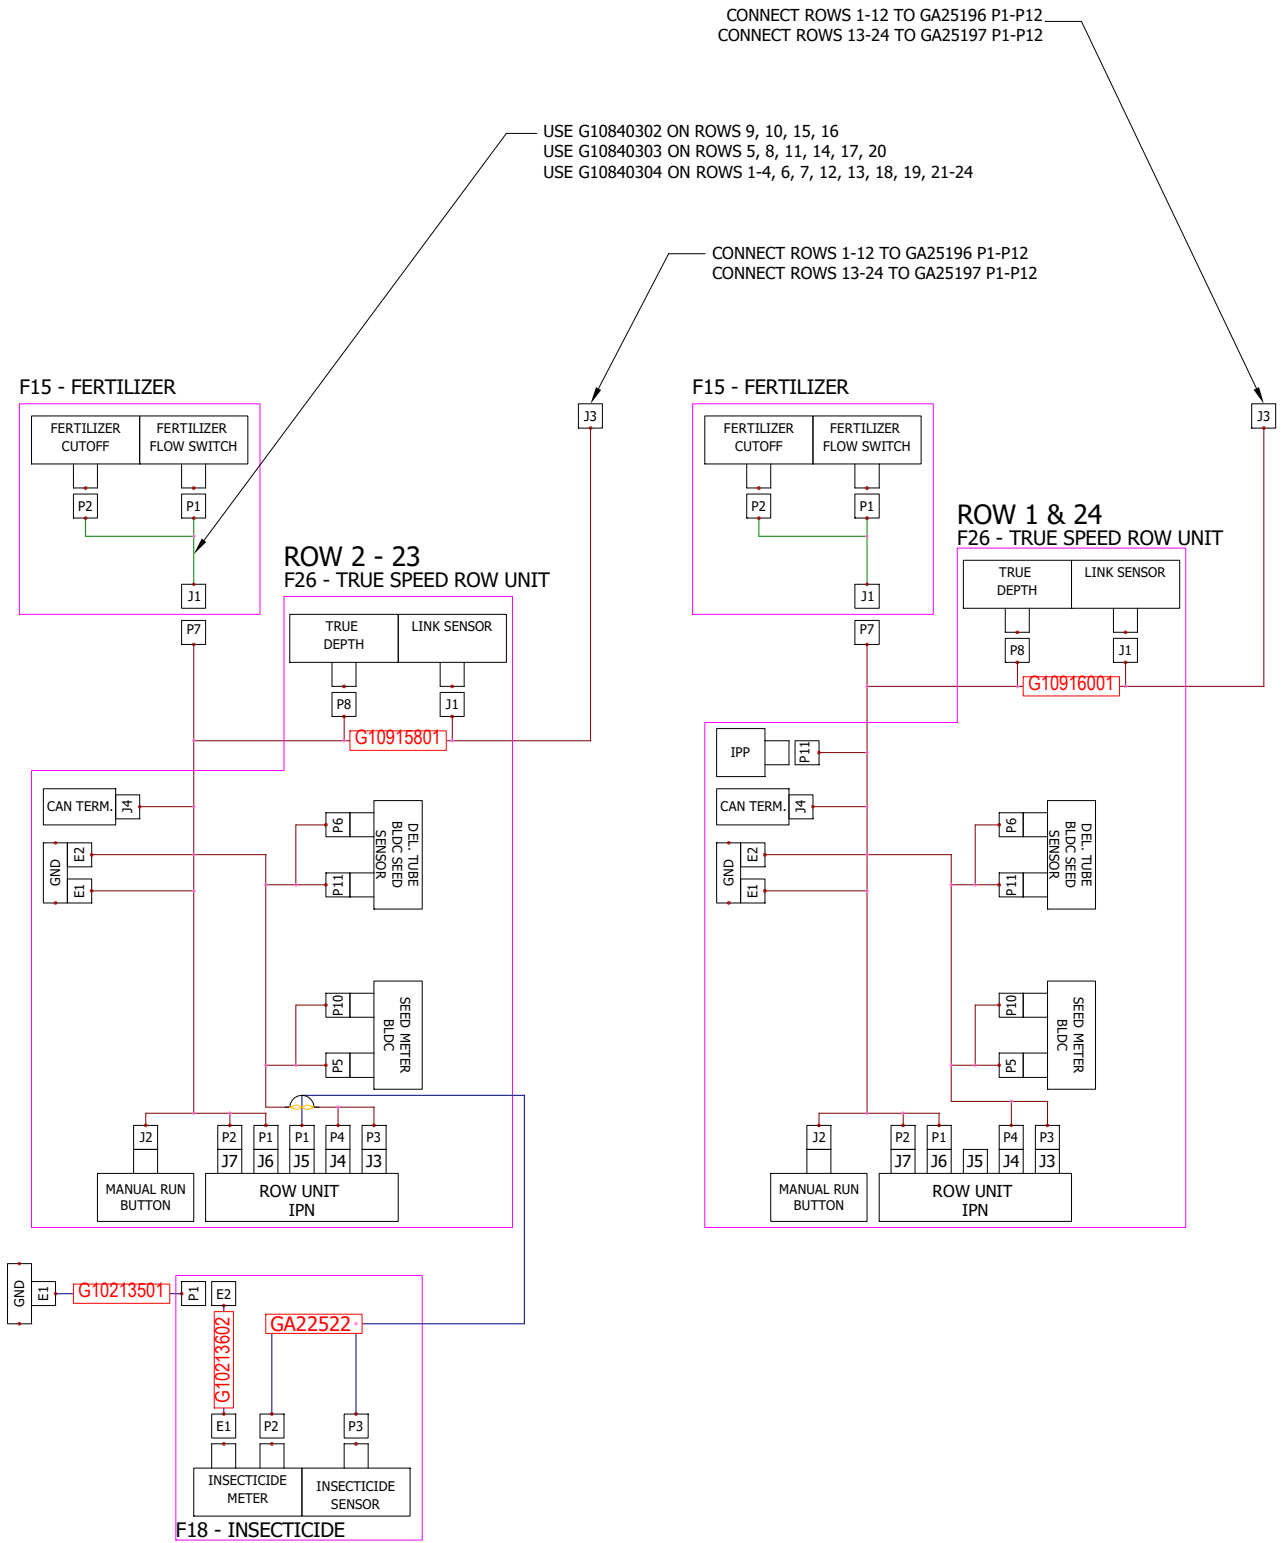 CONNECT ROWS 1-12 TO GA25196 P1-P12
CONNECT ROWS 13-24 TO GA25197 P1-P12
USE G10840302 ON ROWS 9, 10, 15, 16
USE G10840303 ON ROWS 5, 8, 11, 14, 17, 20
USE G10840304 ON ROWS 1-4, 6, 7, 12, 13, 18, 19, 21-24
CONNECT ROWS 1-12 TO GA25196 P1-P12
CONNECT ROWS 13-24 TO GA25197 P1-P12
F15 - FERTILIZER
FERTILIZER
CUTOFF
FERTILIZER
FLOW SWITCH
P2
P1
J1
P7
J3
ROW 2 - 23
F26 - TRUE SPEED ROW UNIT
TRUE
DEPTH
LINK SENSOR
P8
J1
G10915801
CAN TERM.
J4
GND
E2
E1
P6
P11
DEL. TUBE
BLDC SEED
SENSOR
P10
P5
SEED METER
BLDC
J2
P2
P1
P1
P4
P3
J7
J6
J5
J4
J3
MANUAL RUN
BUTTON
ROW UNIT
IPN
GND
E1
G10213501
P1
E2
G10213602
GA22522
E1
P2
P3
INSECTICIDE
METER
INSECTICIDE
SENSOR
F18 - INSECTICIDE
F15 - FERTILIZER
FERTILIZER
CUTOFF
FERTILIZER
FLOW SWITCH
P2
P1
J1
P7
J3
ROW 1 & 24
F26 - TRUE SPEED ROW UNIT
TRUE
DEPTH
LINK SENSOR
P8
J1
G10916001
IPP
P11
CAN TERM.
J4
GND
E2
E1
P6
P11
DEL. TUBE
BLDC SEED
SENSOR
P10
P5
SEED METER
BLDC
J2
P2
P1
P4
P3
J7
J6
J5
J4
J3
MANUAL RUN
BUTTON
ROW UNIT
IPN